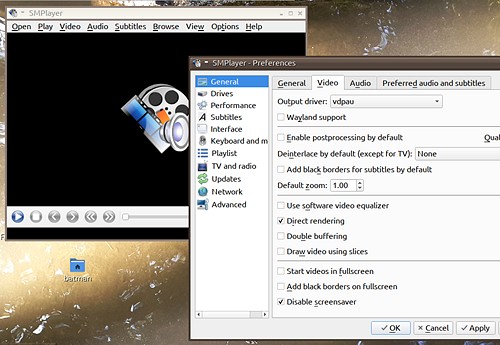 SMPlayer
Open Play Video Audio Subtitles Browse View Options Help
SMPlayer - Preferences
General
Drives
Performance
Subtitles
Interface
Keyboard and m
Playlist
TV and radio
Updates
Network
Advanced
General Video Audio Preferred audio and subtitles
Output driver: vdpau
Wayland support
Enable postprocessing by default Qual
Deinterlace by default (except for TV): None
Add black borders for subtitles by default
Default zoom: 1.00
Use software video equalizer
Direct rendering
Double buffering
Draw video using slices
Start videos in fullscreen
Add black borders on fullscreen
Disable screensaver
OK Cancel Apply
batman